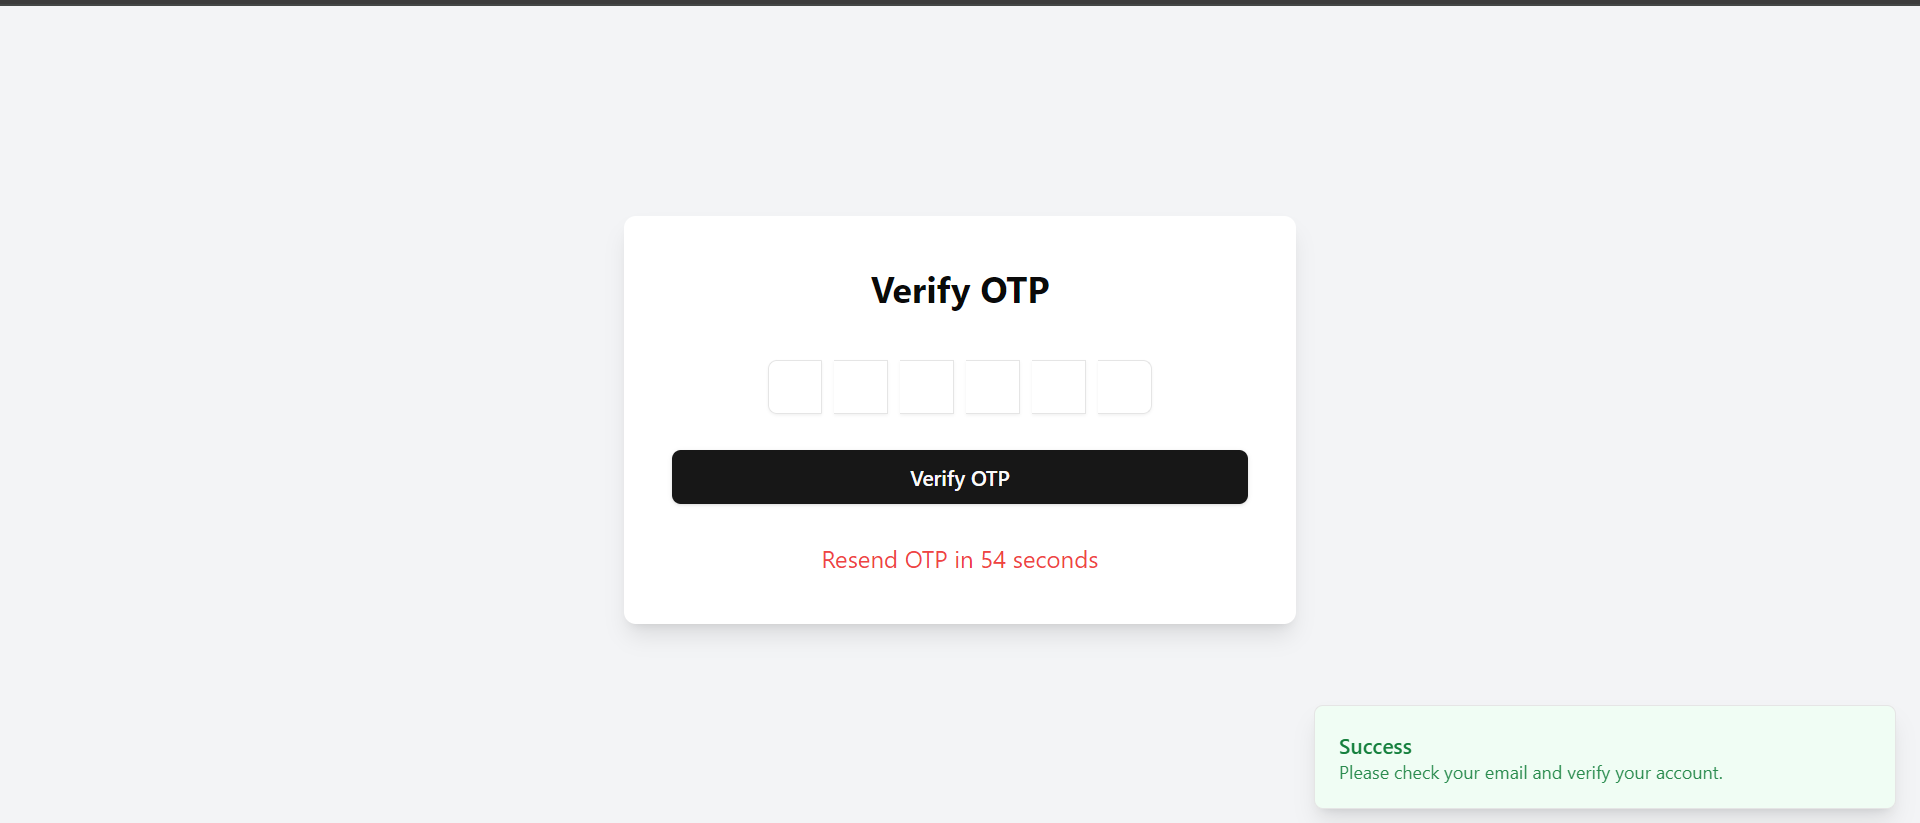 Verify OTP
Verify OTP
Resend OTP in 54 seconds
Success
Please check your email and verify your account.